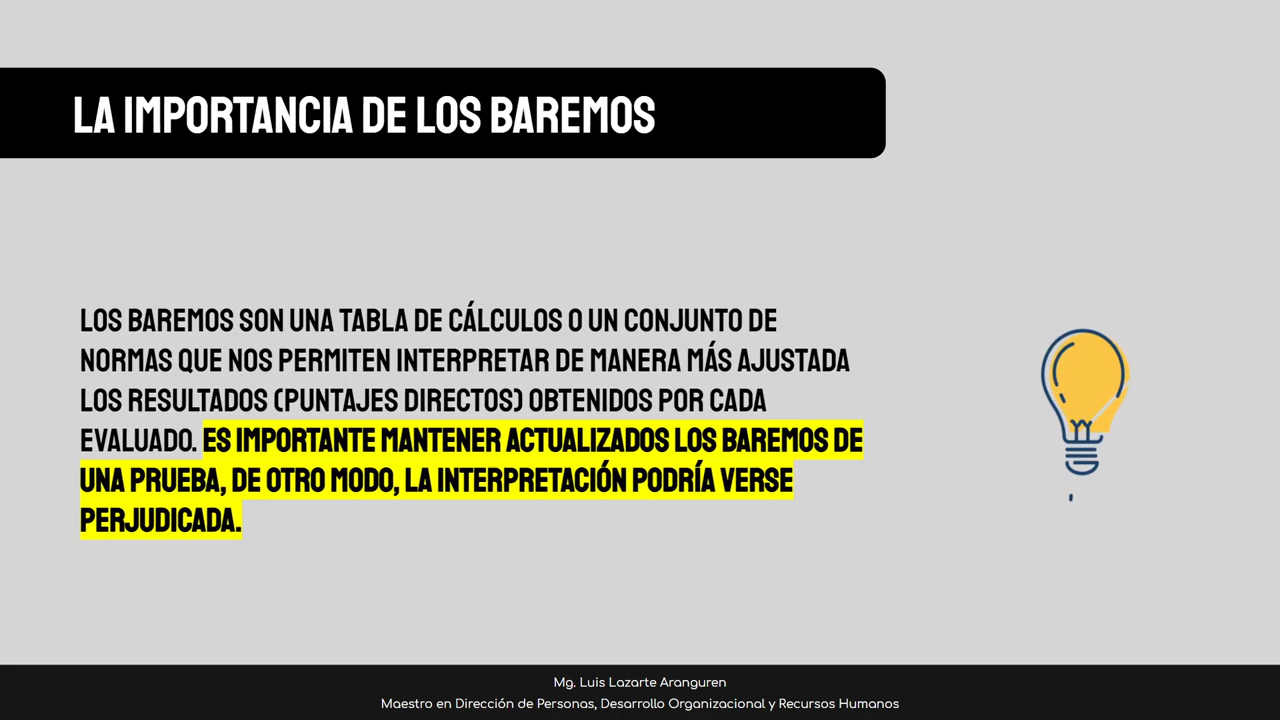 LA IMPORTANCIA DE LOS BAREMOS
LOS BAREMOS SON UNA TABLA DE CÁLCULOS O UN CONJUNTO DE
NORMAS QUE NOS PERMITEN INTERPRETAR DE MANERA MÁS AJUSTADA
LOS RESULTADOS (PUNTAJES DIRECTOS) OBTENIDOS POR CADA
EVALUADO. ES IMPORTANTE MANTENER ACTUALIZADOS LOS BAREMOS DE
UNA PRUEBA, DE OTRO MODO, LA INTERPRETACIÓN PODRÍA VERSE
PERJUDICADA.
Mg. Luis Lazarte Aranguren
Maestro en Dirección de Personas, Desarrollo Organizacional y Recursos Humanos